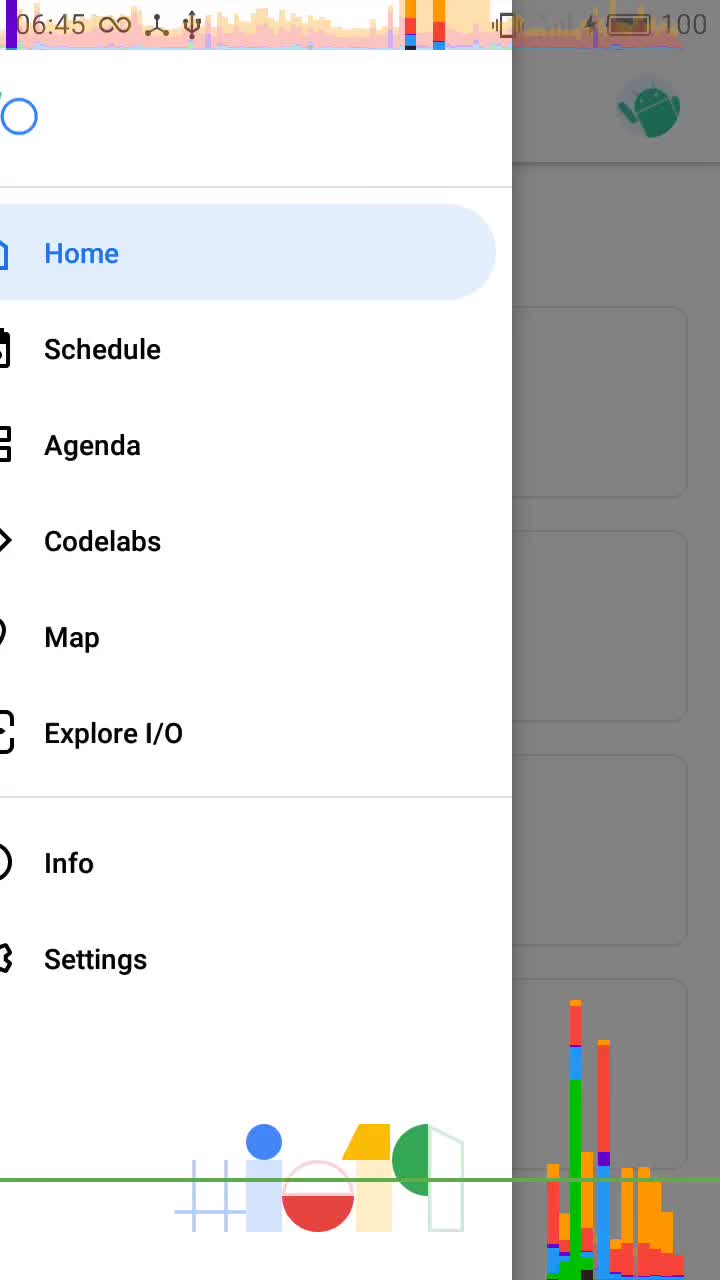 06:45 100
Home
Schedule
Agenda
Codelabs
Map
Explore I/O
Info
Settings